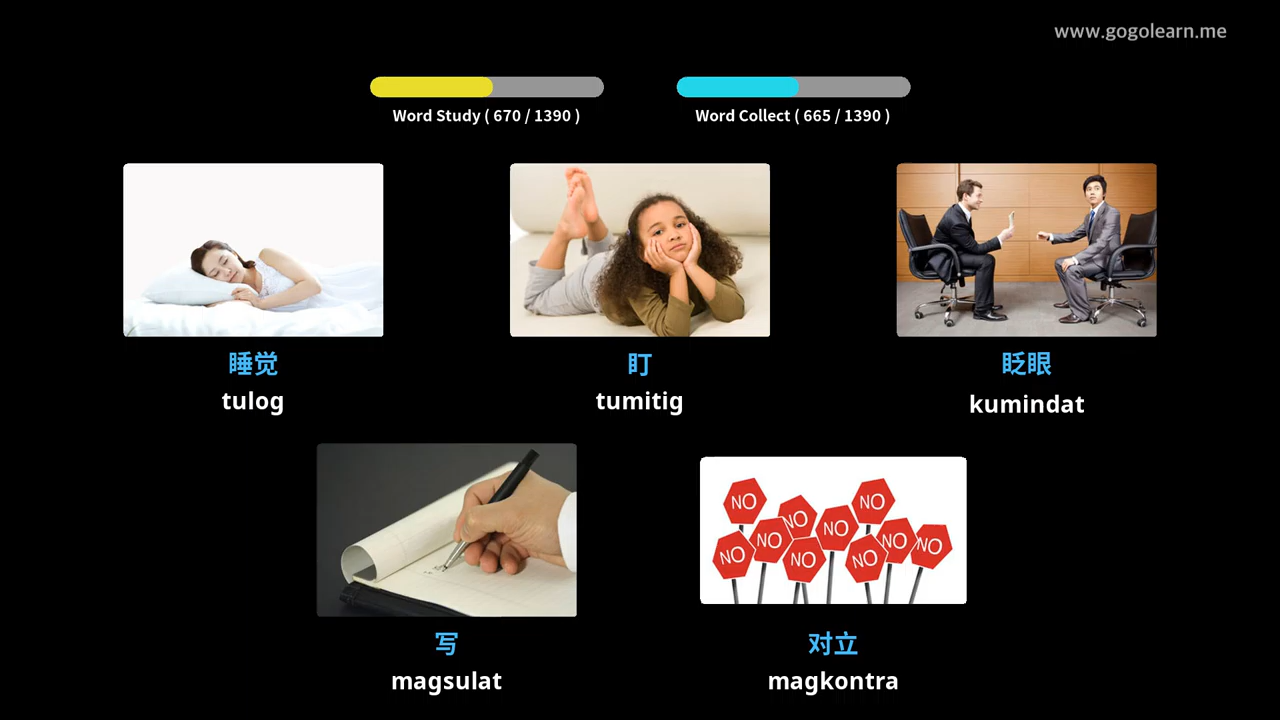 www.gogolearn.me
Word Study ( 670 / 1390 )
Word Collect ( 665 / 1390 )
睡觉
tulog
盯
tumitig
眨眼
kumindat
NO
NO
NO
NO
NO
NO
NO
NO
NO
NO
写
magsulat
对立
magkontra